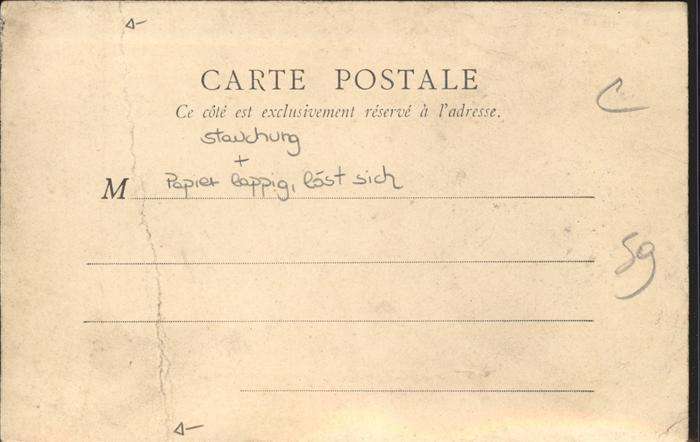 CARTE POSTALE
C
Ce côté est exclusivement réservé à l'adresse.
Stauchung
+
M Papier lappig, löst sich
59